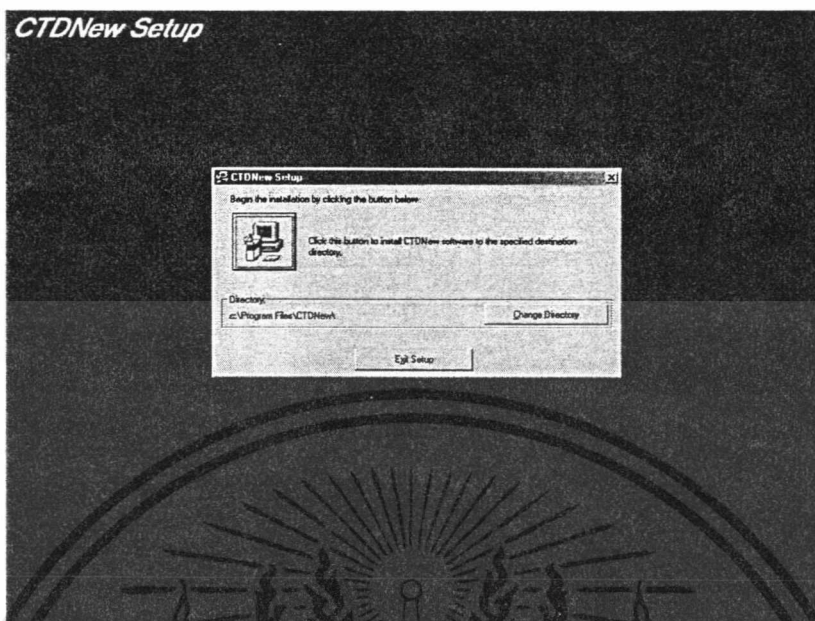 CTDNew Setup
CTDNew Setup
Begin the installation by clicking the button below.
Click this button to install CTDNew software to the specified destination
directory.
Directory:
c:\Program Files\CTDNew\
Change Directory
Exit Setup